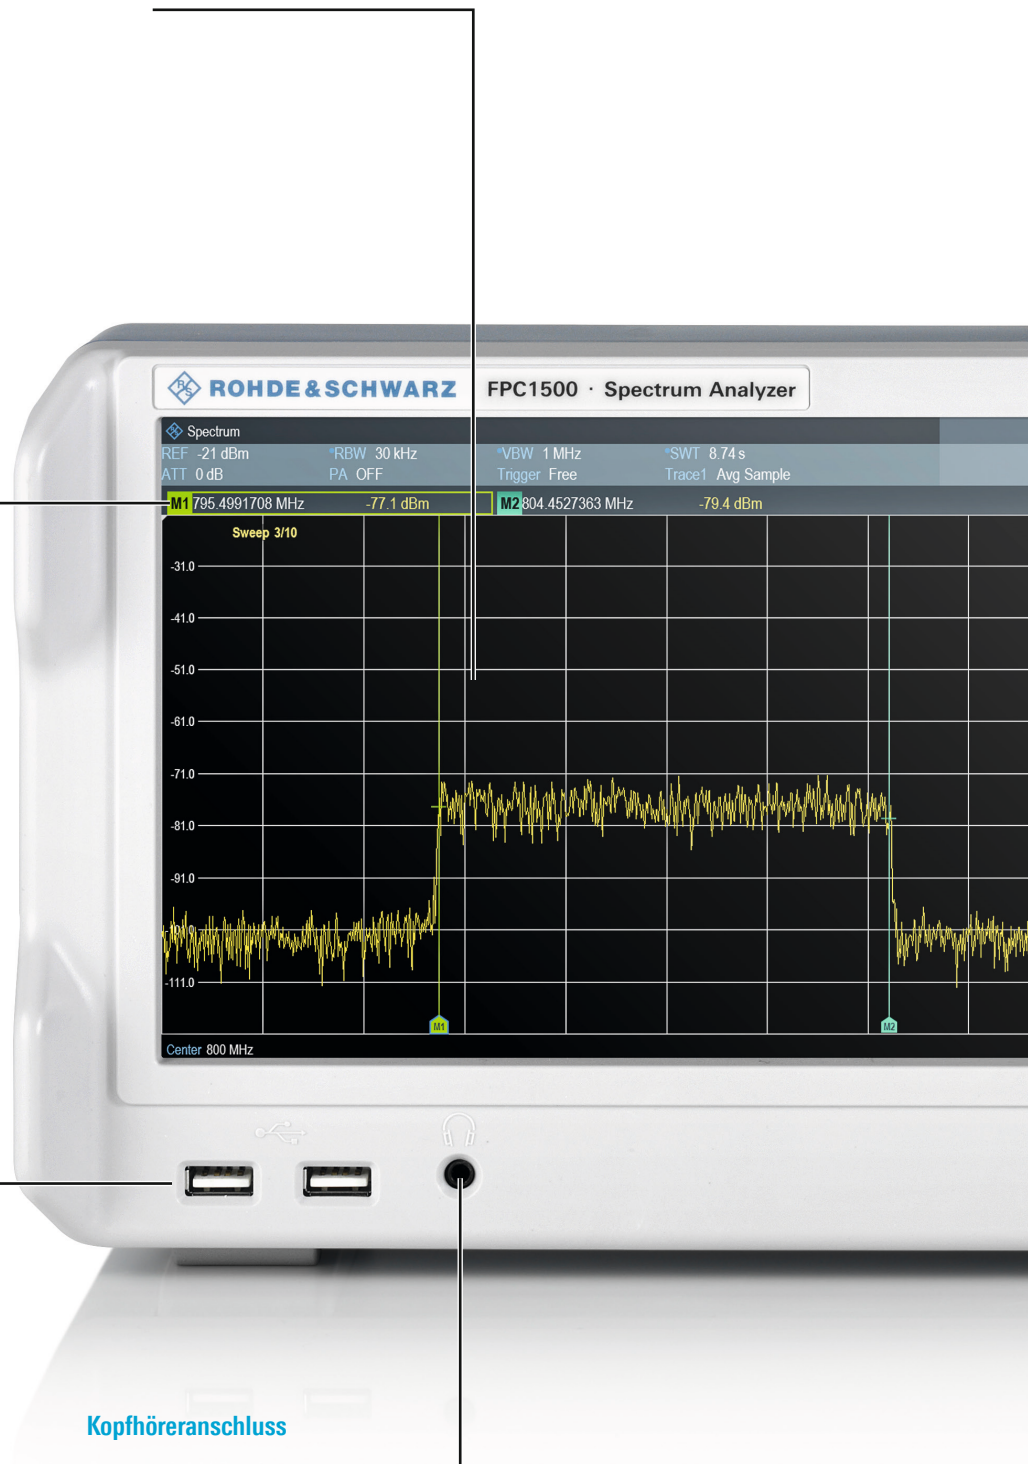 ROHDE&SCHWARZ FPC1500 · Spectrum Analyzer
Spectrum
REF -21 dBm *RBW 30 kHz *VBW 1 MHz *SWT 8.74 s
ATT 0 dB PA OFF Trigger Free Trace1 Avg Sample
M1 795.4991708 MHz -77.1 dBm M2 804.4527363 MHz -79.4 dBm
Sweep 3/10
-31.0
-41.0
-51.0
-61.0
-71.0
-81.0
-91.0
-111.0
M1 M2
Center 800 MHz
Kopfhöreranschluss